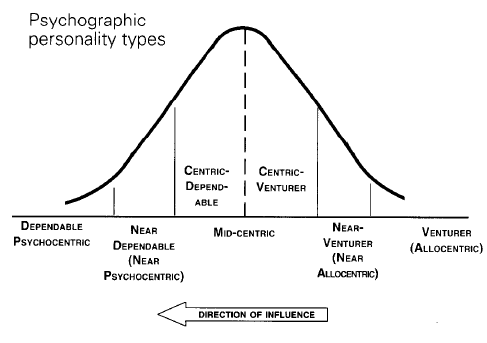 Psychographic
personality types
CENTRIC-
DEPEND-
ABLE
CENTRIC-
VENTURER
DEPENDABLE
PSYCHOCENTRIC
NEAR
DEPENDABLE
(NEAR
PSYCHOCENTRIC)
MID-CENTRIC
NEAR-
VENTURER
(NEAR
ALLOCENTRIC)
VENTURER
(ALLOCENTRIC)
DIRECTION OF INFLUENCE